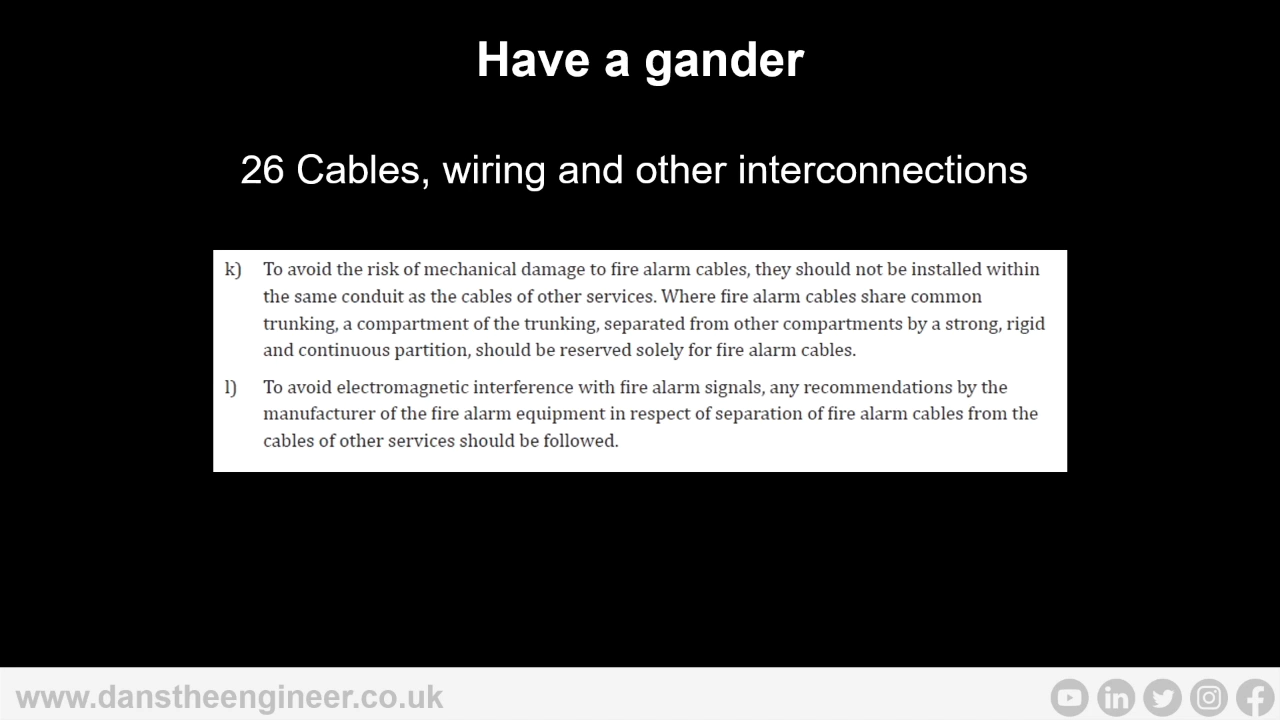 Have a gander
26 Cables, wiring and other interconnections
k) To avoid the risk of mechanical damage to fire alarm cables, they should not be installed within
the same conduit as the cables of other services. Where fire alarm cables share common
trunking, a compartment of the trunking, separated from other compartments by a strong, rigid
and continuous partition, should be reserved solely for fire alarm cables.
l) To avoid electromagnetic interference with fire alarm signals, any recommendations by the
manufacturer of the fire alarm equipment in respect of separation of fire alarm cables from the
cables of other services should be followed.
www.danstheengineer.co.uk